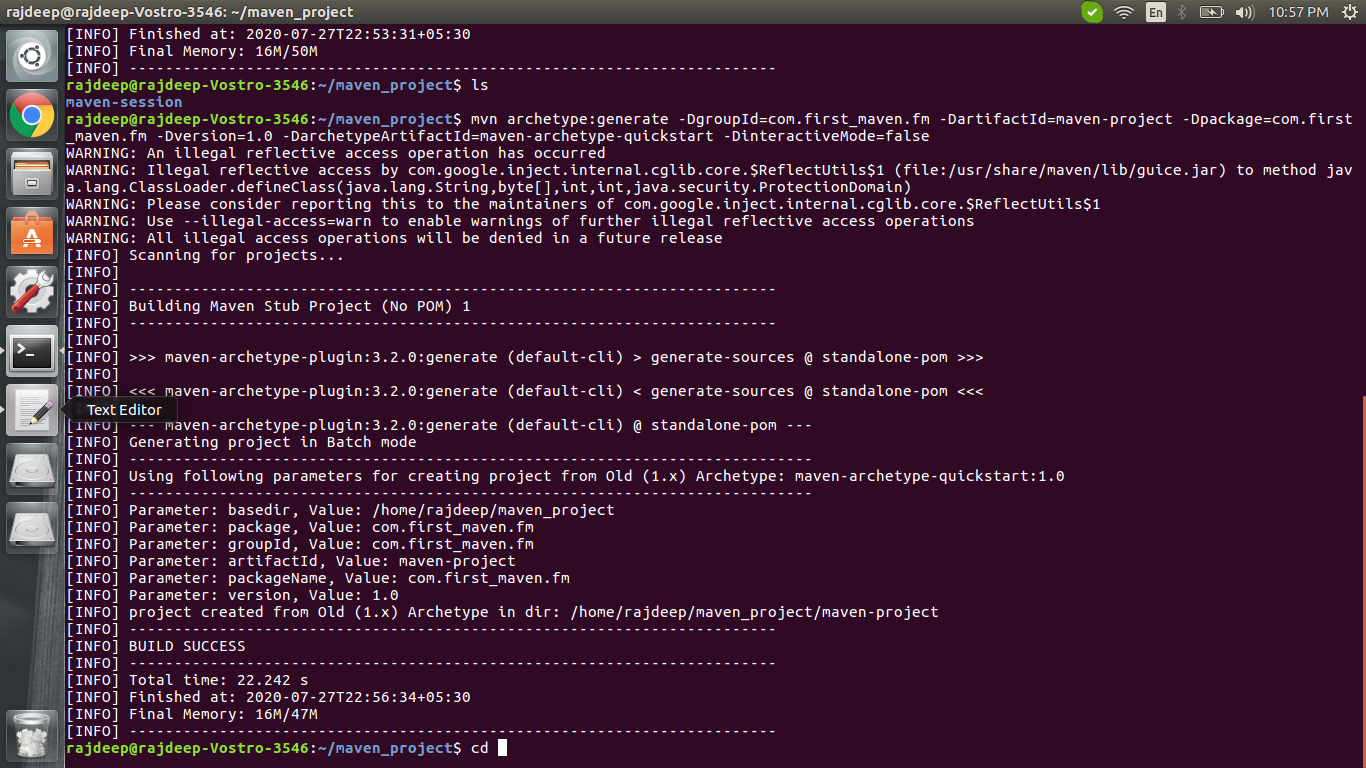 rajdeep@rajdeep-Vostro-3546: ~/maven_project
En
10:57 PM
[INFO] Finished at: 2020-07-27T22:53:31+05:30
[INFO] Final Memory: 16M/50M
[INFO] ------------------------------------------------------------------------
rajdeep@rajdeep-Vostro-3546:~/maven_project$ ls
maven-session
rajdeep@rajdeep-Vostro-3546:~/maven_project$ mvn archetype:generate -DgroupId=com.first_maven.fm -DartifactId=maven-project -Dpackage=com.first
_maven.fm -Dversion=1.0 -DarchetypeArtifactId=maven-archetype-quickstart -DinteractiveMode=false
WARNING: An illegal reflective access operation has occurred
WARNING: Illegal reflective access by com.google.inject.internal.cglib.core.$ReflectUtils$1 (file:/usr/share/maven/lib/guice.jar) to method jav
a.lang.ClassLoader.defineClass(java.lang.String,byte[],int,int,java.security.ProtectionDomain)
WARNING: Please consider reporting this to the maintainers of com.google.inject.internal.cglib.core.$ReflectUtils$1
WARNING: Use --illegal-access=warn to enable warnings of further illegal reflective access operations
WARNING: All illegal access operations will be denied in a future release
[INFO] Scanning for projects...
[INFO]
[INFO] ------------------------------------------------------------------------
[INFO] Building Maven Stub Project (No POM) 1
[INFO] ------------------------------------------------------------------------
[INFO]
[INFO] >>> maven-archetype-plugin:3.2.0:generate (default-cli) > generate-sources @ standalone-pom >>>
[INFO]
[INFO] <<< maven-archetype-plugin:3.2.0:generate (default-cli) < generate-sources @ standalone-pom <<<
Text Editor
[INFO] --- maven-archetype-plugin:3.2.0:generate (default-cli) @ standalone-pom ---
[INFO] Generating project in Batch mode
[INFO] ----------------------------------------------------------------------------
[INFO] Using following parameters for creating project from Old (1.x) Archetype: maven-archetype-quickstart:1.0
[INFO] ----------------------------------------------------------------------------
[INFO] Parameter: basedir, Value: /home/rajdeep/maven_project
[INFO] Parameter: package, Value: com.first_maven.fm
[INFO] Parameter: groupId, Value: com.first_maven.fm
[INFO] Parameter: artifactId, Value: maven-project
[INFO] Parameter: packageName, Value: com.first_maven.fm
[INFO] Parameter: version, Value: 1.0
[INFO] project created from Old (1.x) Archetype in dir: /home/rajdeep/maven_project/maven-project
[INFO] ------------------------------------------------------------------------
[INFO] BUILD SUCCESS
[INFO] ------------------------------------------------------------------------
[INFO] Total time: 22.242 s
[INFO] Finished at: 2020-07-27T22:56:34+05:30
[INFO] Final Memory: 16M/47M
[INFO] ------------------------------------------------------------------------
rajdeep@rajdeep-Vostro-3546:~/maven_project$ cd